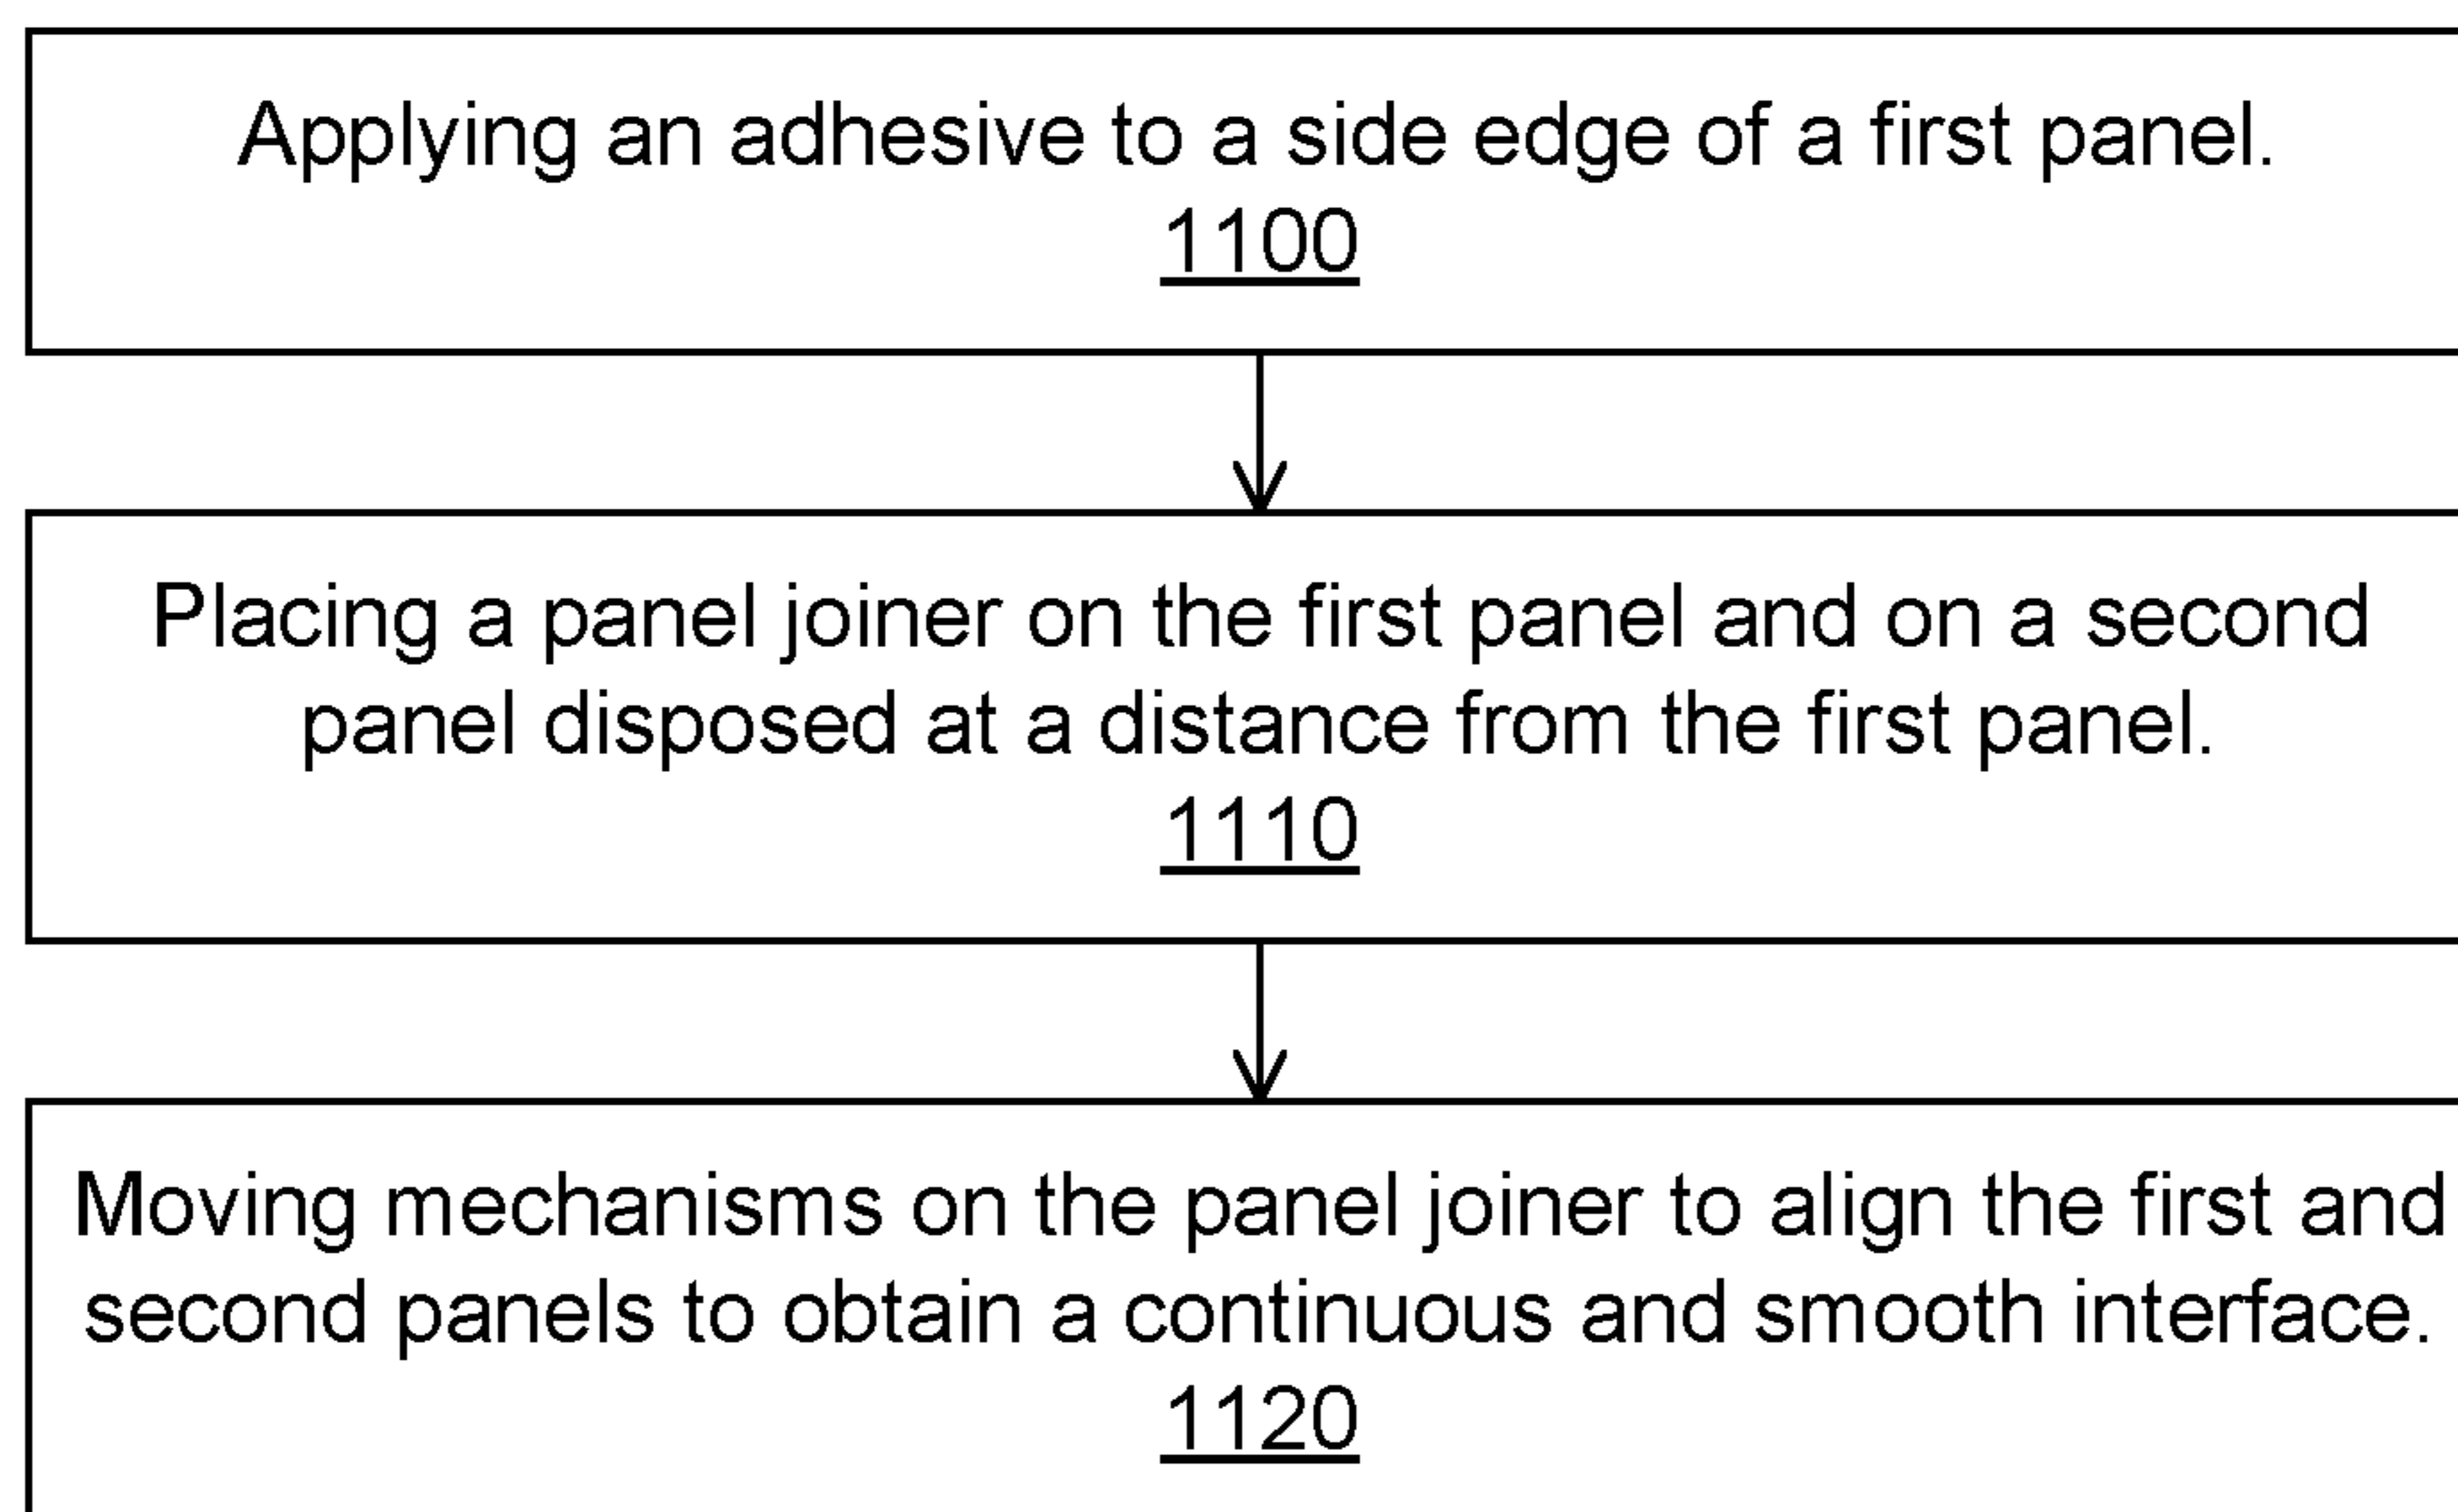 Applying an adhesive to a side edge of a first panel.
1100
Placing a panel joiner on the first panel and on a second
panel disposed at a distance from the first panel.
1110
Moving mechanisms on the panel joiner to align the first and
second panels to obtain a continuous and smooth interface.
1120